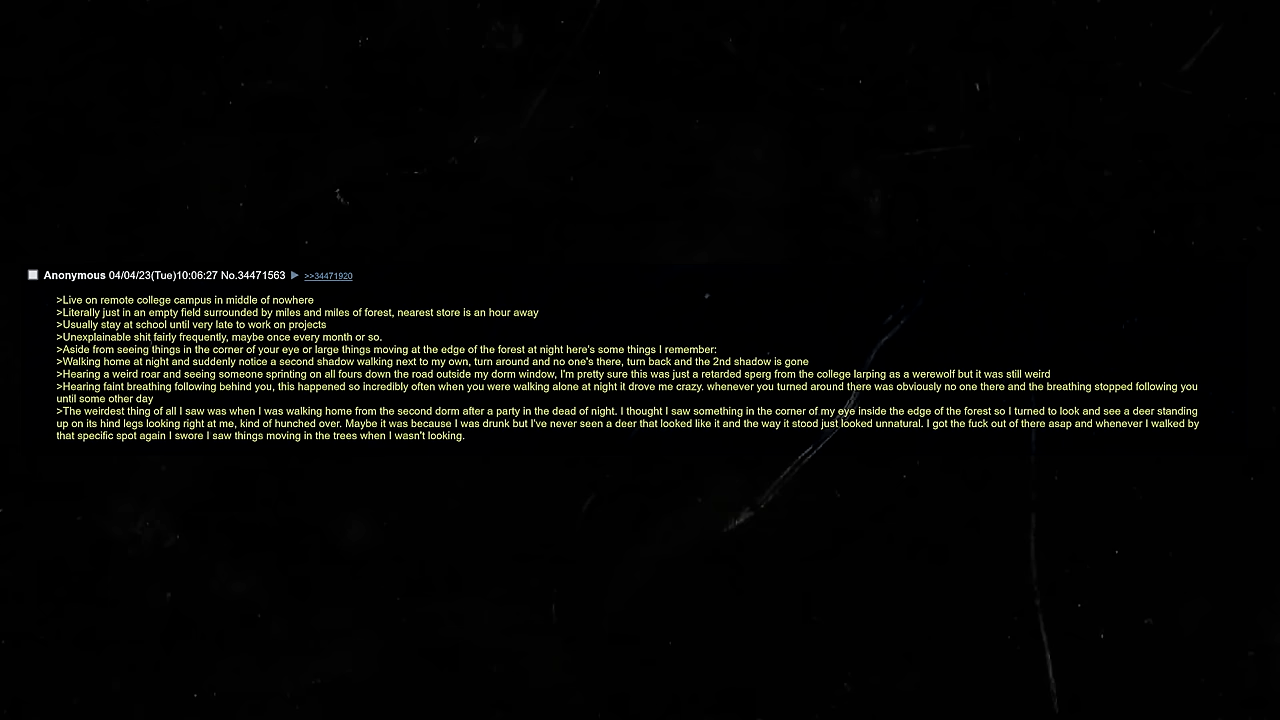 Anonymous 04/04/23(Tue)10:06:27 No.34471563 ▶ >>34471920
>Live on remote college campus in middle of nowhere
>Literally just in an empty field surrounded by miles and miles of forest, nearest store is an hour away
>Usually stay at school until very late to work on projects
>Unexplainable shit fairly frequently, maybe once every month or so.
>Aside from seeing things in the corner of your eye or large things moving at the edge of the forest at night here's some things I remember:
>Walking home at night and suddenly notice a second shadow walking next to my own, turn around and no one's there, turn back and the 2nd shadow is gone
>Hearing a weird roar and seeing someone sprinting on all fours down the road outside my dorm window, I'm pretty sure this was just a retarded sperg from the college larping as a werewolf but it was still weird
>Hearing faint breathing following behind you, this happened so incredibly often when you were walking alone at night it drove me crazy. whenever you turned around there was obviously no one there and the breathing stopped following you
until some other day
>The weirdest thing of all I saw was when I was walking home from the second dorm after a party in the dead of night. I thought I saw something in the corner of my eye inside the edge of the forest so I turned to look and see a deer standing
up on its hind legs looking right at me, kind of hunched over. Maybe it was because I was drunk but I've never seen a deer that looked like it and the way it stood just looked unnatural. I got the fuck out of there asap and whenever I walked by
that specific spot again I swore I saw things moving in the trees when I wasn't looking.